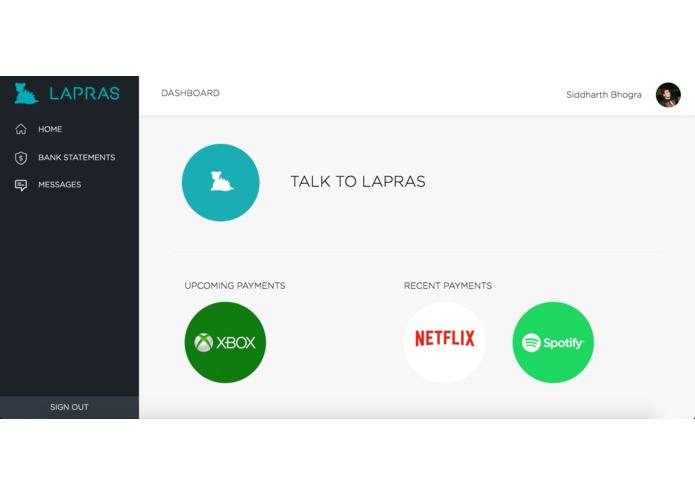 LAPRAS
DASHBOARD
Siddharth Bhogra
HOME
BANK STATEMENTS
MESSAGES
TALK TO LAPRAS
UPCOMING PAYMENTS
RECENT PAYMENTS
XBOX
NETFLIX
Spotify
SIGN OUT